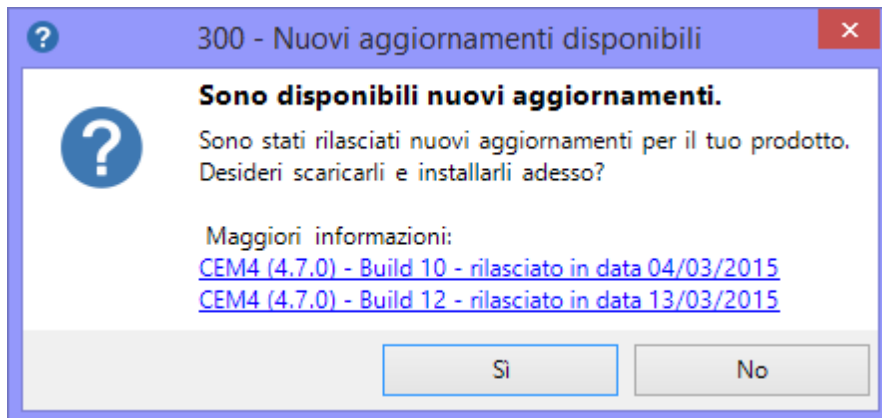 300 - Nuovi aggiornamenti disponibili
Sono disponibili nuovi aggiornamenti.
Sono stati rilasciati nuovi aggiornamenti per il tuo prodotto.
Desideri scaricarli e installarli adesso?
Maggiori informazioni:
CEM4 (4.7.0) - Build 10 - rilasciato in data 04/03/2015
CEM4 (4.7.0) - Build 12 - rilasciato in data 13/03/2015
Sì
No